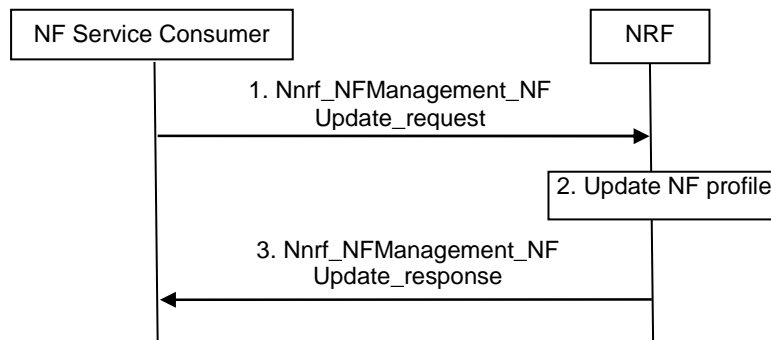 NF Service Consumer
NRF
1. Nnrf_NFManagement_NF
Update_request
2. Update NF profile
3. Nnrf_NFManagement_NF
Update_response